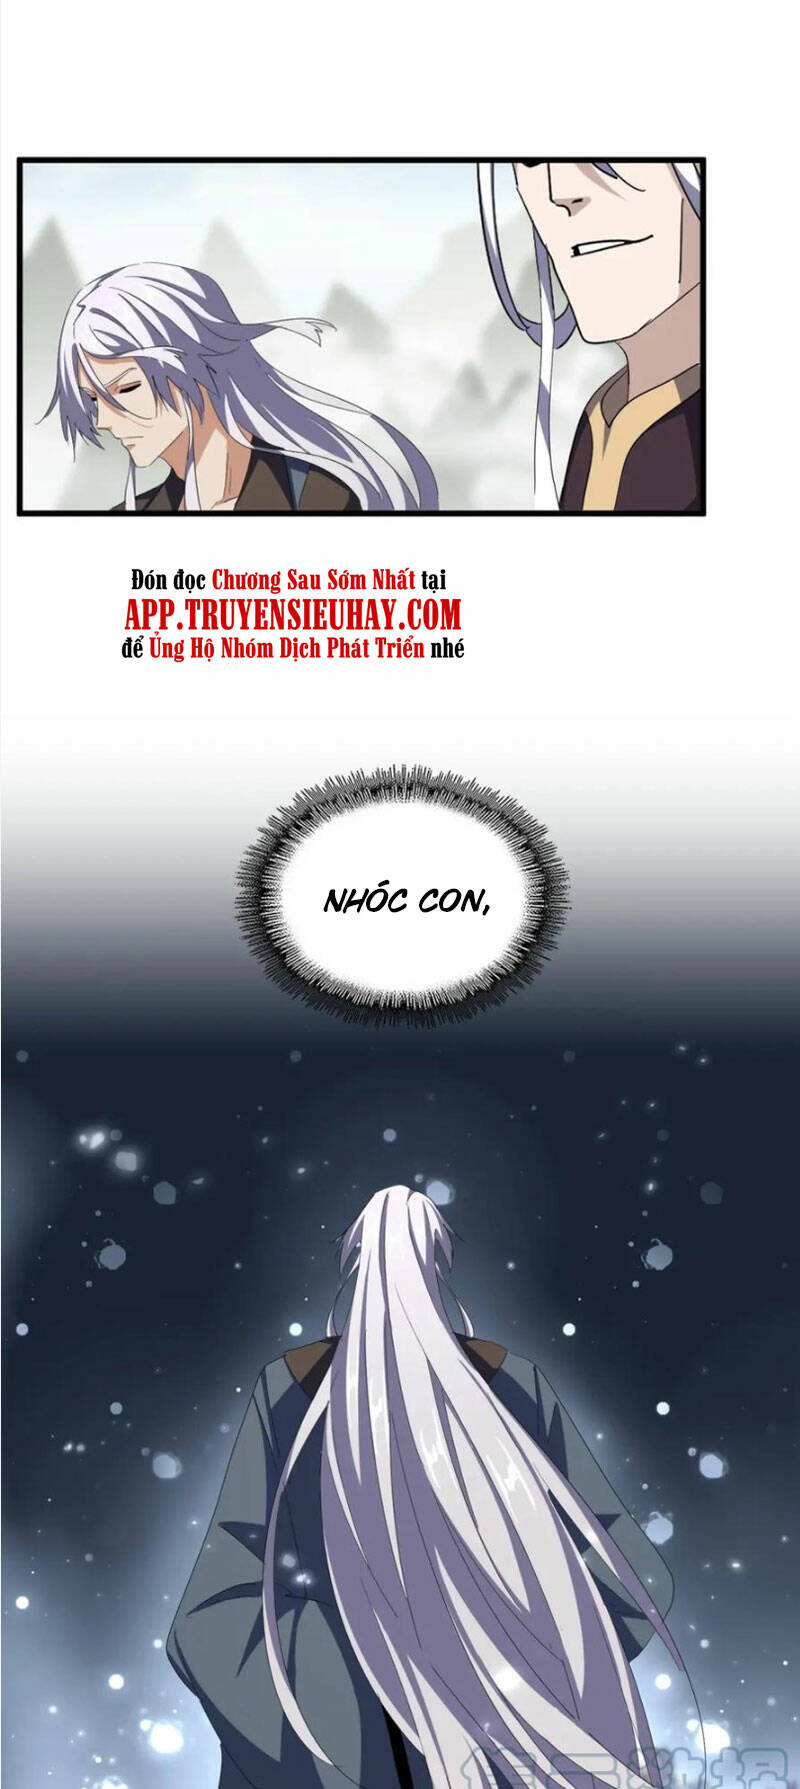 Đón đọc Chương Sau Sớm Nhất tại
APP.TRUYENSIEUHAY.COM
để Ủng Hộ Nhóm Dịch Phát Triển nhé
NHÓC CON,